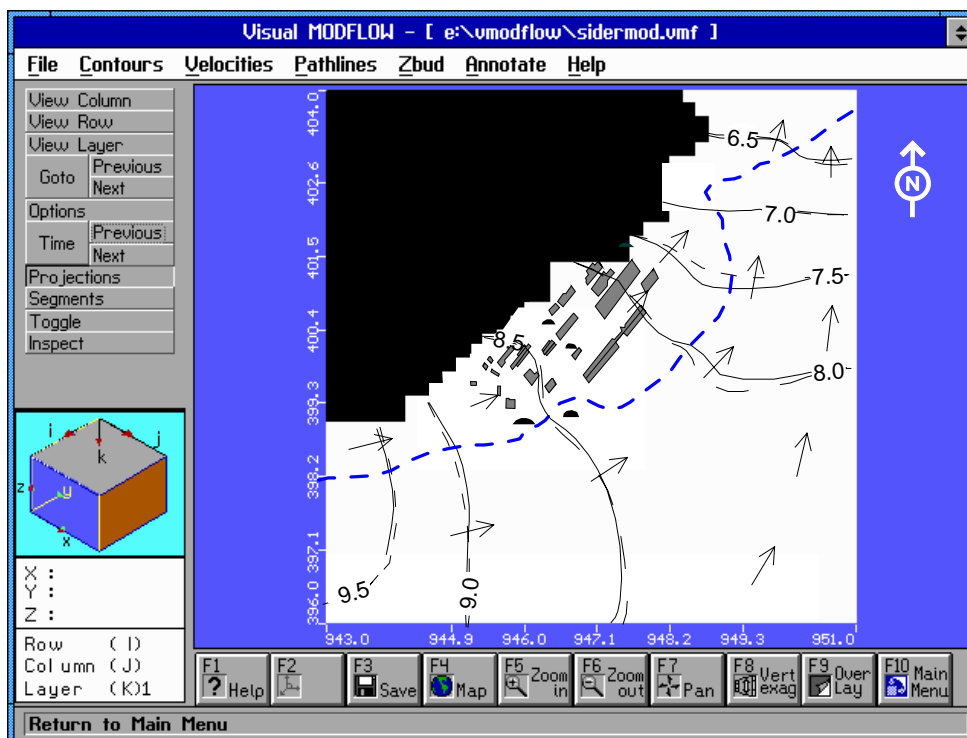 Visual MODFLOW - [ e:\vmodflow\sidermod.vmf ]
File Contours Velocities Pathlines Zbud Annotate Help
View Column
View Row
View Layer
Goto Previous
Next
Options
Time Previous
Next
Projections
Segments
Toggle
Inspect
i j
k
z y
x
X :
Y :
Z :
Row ( I)
Column (J)
Layer (K)1
404.0
402.6
401.5
400.4
399.3
398.2
397.1
396.0
6.5
7.0
7.5
8.0
8.5
9.0
9.5
N
943.0 944.9 946.0 947.1 948.2 949.3 951.0
F1 ? Help
F2
F3 Save
F4 Map
F5 Zoom in
F6 Zoom out
F7 Pan
F8 Vert exag
F9 Over Lay
F10 Main Menu
Return to Main Menu